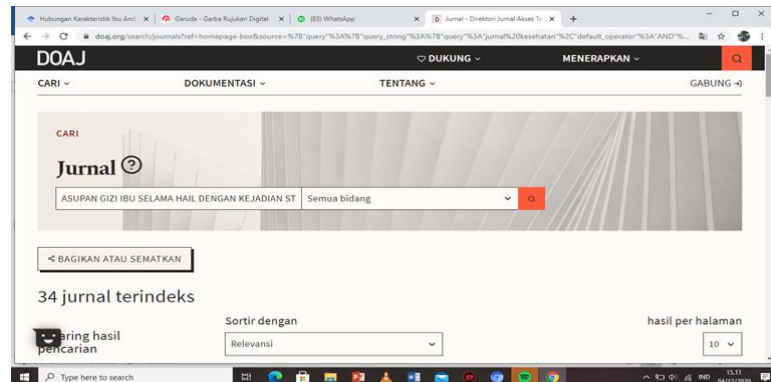 Hubungan Karakteristik Ibu Anc
Garuda - Garba Rujukan Digital
(83) WhatsApp
Jurnal - Direktori Jurnal Akses Te
doaj.org/search/journals?ref=homepage-box&source=%7B"query"%3A%7B"query_string"%3A%7B"query"%3A"jurnal%20kesehatan"%2C"default_operator"%3A"AND"%...
DOAJ
DUKUNG
MENERAPKAN
CARI
DOKUMENTASI
TENTANG
GABUNG
CARI
Jurnal
ASUPAN GIZI IBU SELAMA HAIL DENGAN KEJADIAN ST
Semua bidang
BAGIKAN ATAU SEMATKAN
34 jurnal terindeks
Sortir dengan
hasil per halaman
aring hasil
pencarian
Relevansi
10
Type here to search
IND
15.11
04/12/2020